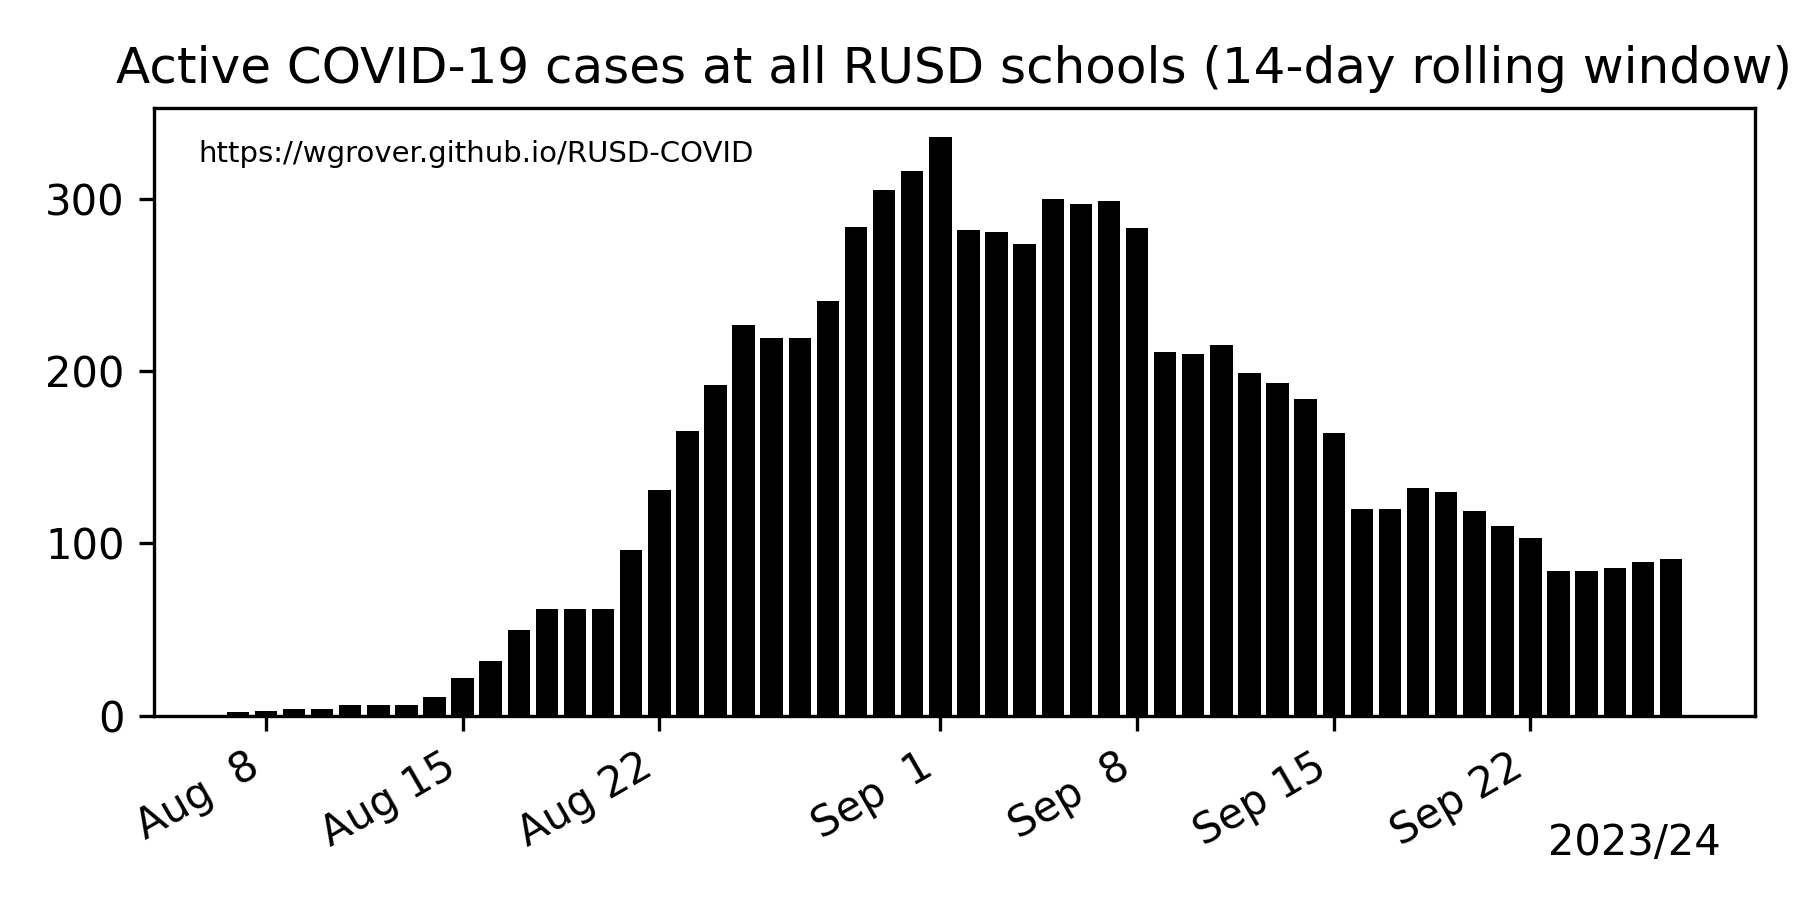 Active COVID-19 cases at all RUSD schools (14-day rolling window)
https://wgrover.github.io/RUSD-COVID
300
200
100
0
Aug 8
Aug 15
Aug 22
Sep 1
Sep 8
Sep 15
Sep 22
2023/24